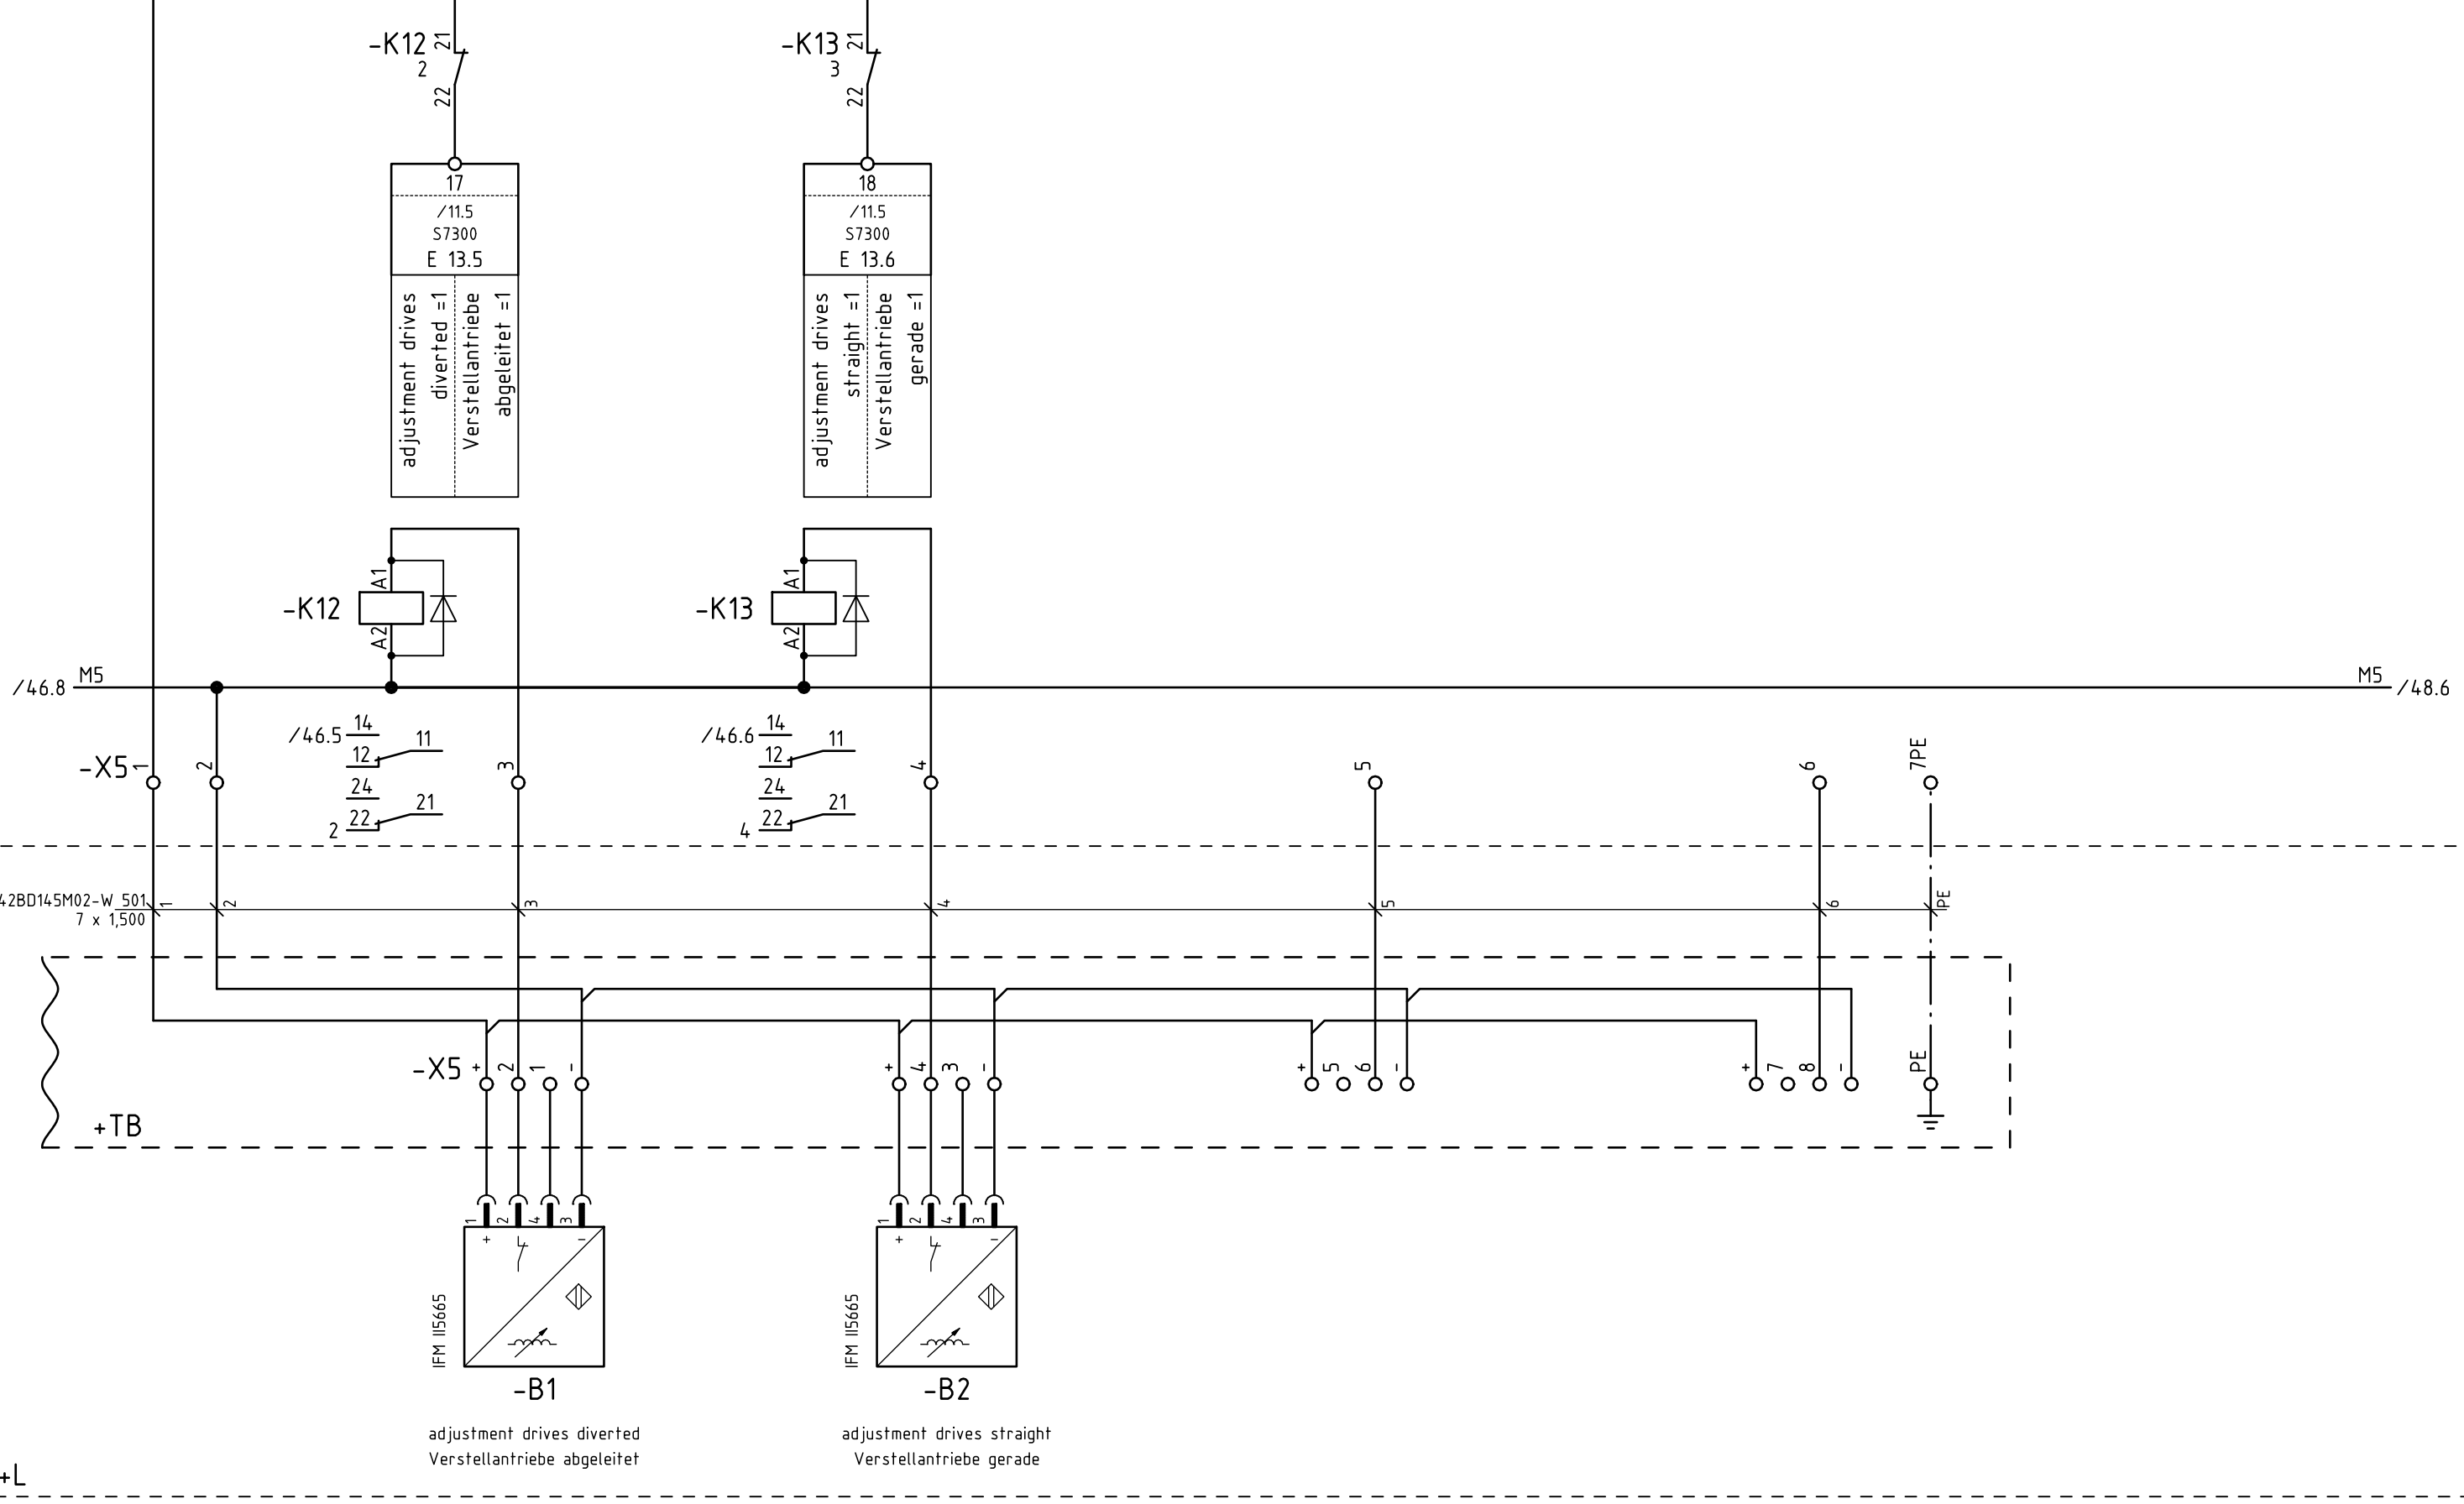 -K12 21
2
22
-K13 21
3
22
17
/11.5
S7300
E 13.5
adjustment drives
diverted =1
Verstellantriebe
abgeleitet =1
18
/11.5
S7300
E 13.6
adjustment drives
straight =1
Verstellantriebe
gerade =1
-K12
A1
A2
-K13
A1
A2
/46.8 M5
M5 /48.6
/46.5 14
12 11
24
2 22 21
/46.6 14
12 11
24
4 22 21
-X5 1 2 3 4 5 6 7PE
42BD145M02-W 501 1 2 3 4 5 6 PE
7 x 1,500
-X5 + 2 1 - + 4 3 - + 5 6 - + 7 8 - PE
+TB
1 2 4 3
+ -
IFM II5665
-B1
adjustment drives diverted
Verstellantriebe abgeleitet
1 2 4 3
+ -
IFM II5665
-B2
adjustment drives straight
Verstellantriebe gerade
+L